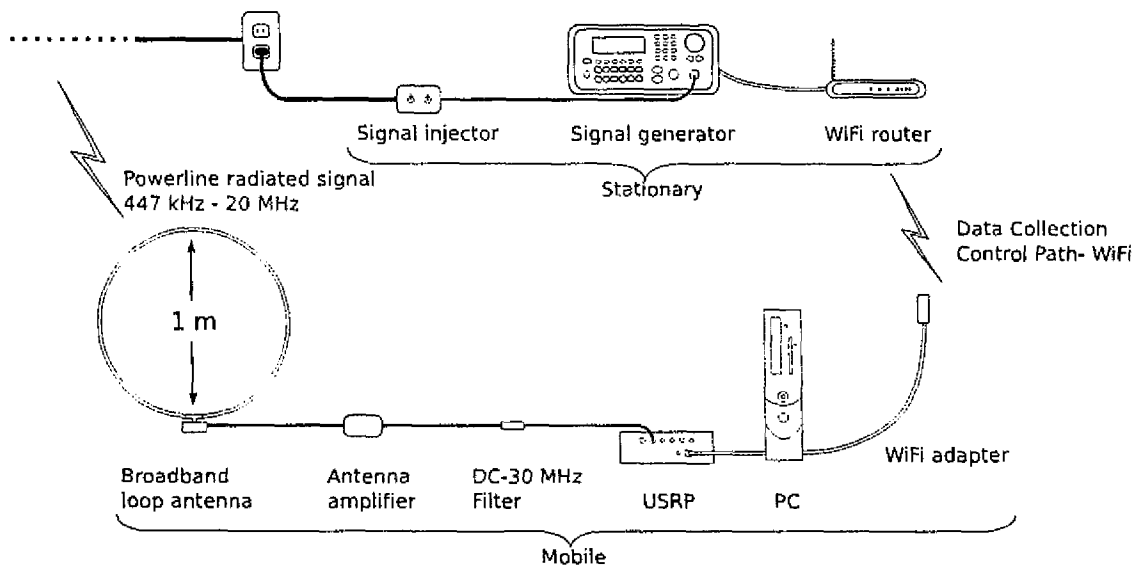 Signal injector
Signal generator
WiFi router
Stationary
Powerline radiated signal
447 kHz - 20 MHz
Data Collection
Control Path- WiFi
1 m
WiFi adapter
Broadband
loop antenna
Antenna
amplifier
DC-30 MHz
Filter
USRP
PC
Mobile